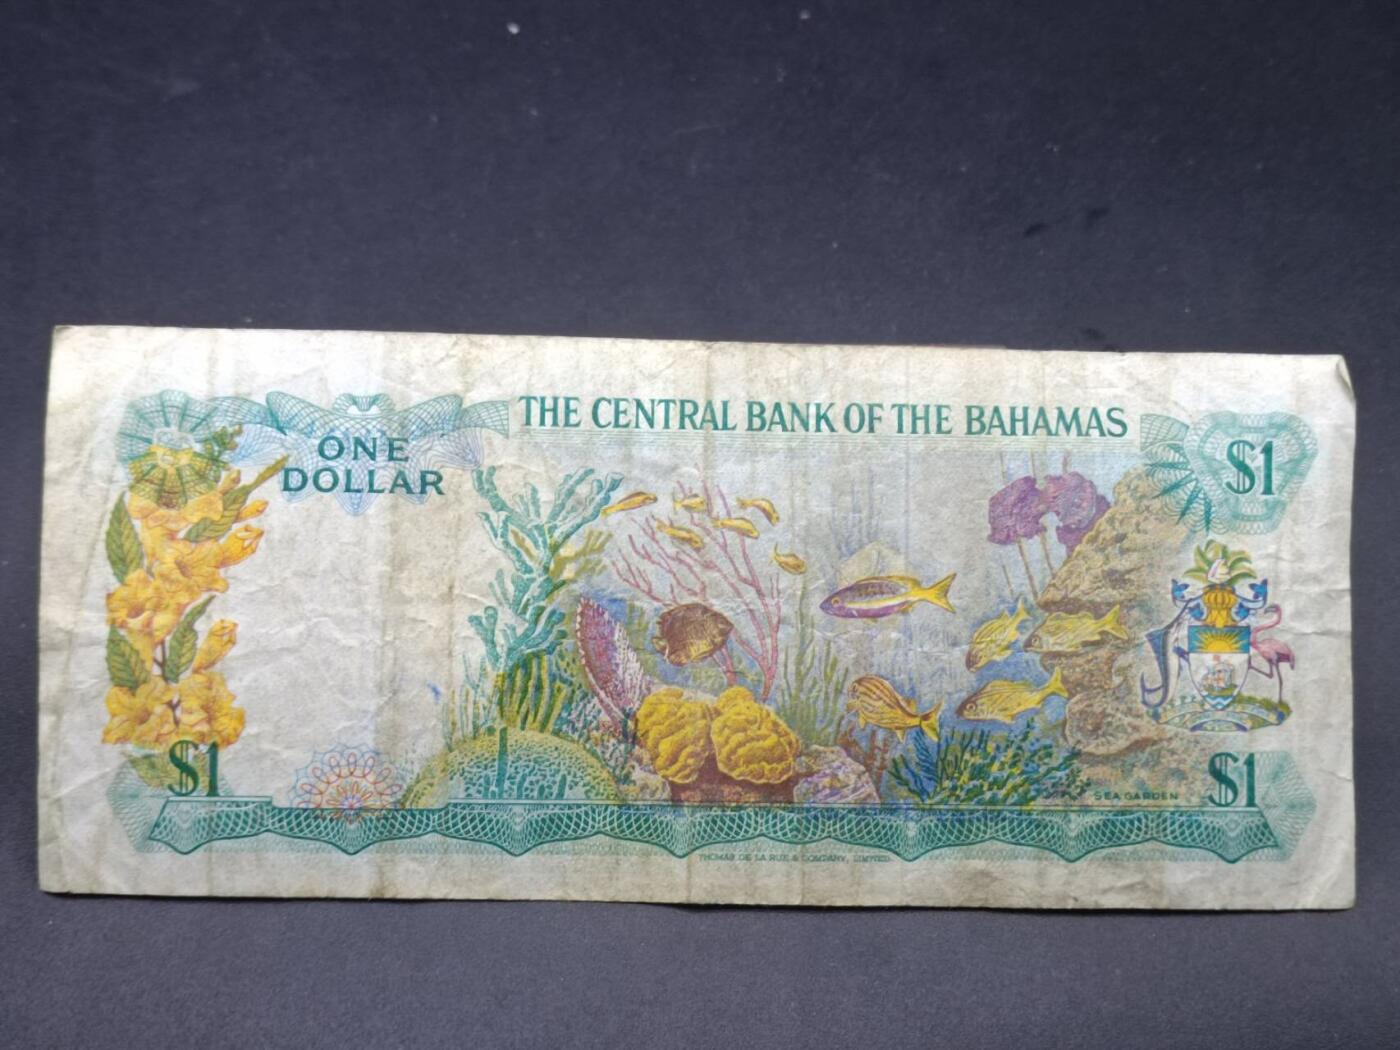 THE CENTRAL BANK OF THE BAHAMAS
ONE
DOLLAR
$1
$1
SEA GARDEN
$1
THOMAS DE LA RUE & COMPANY, LIMITED